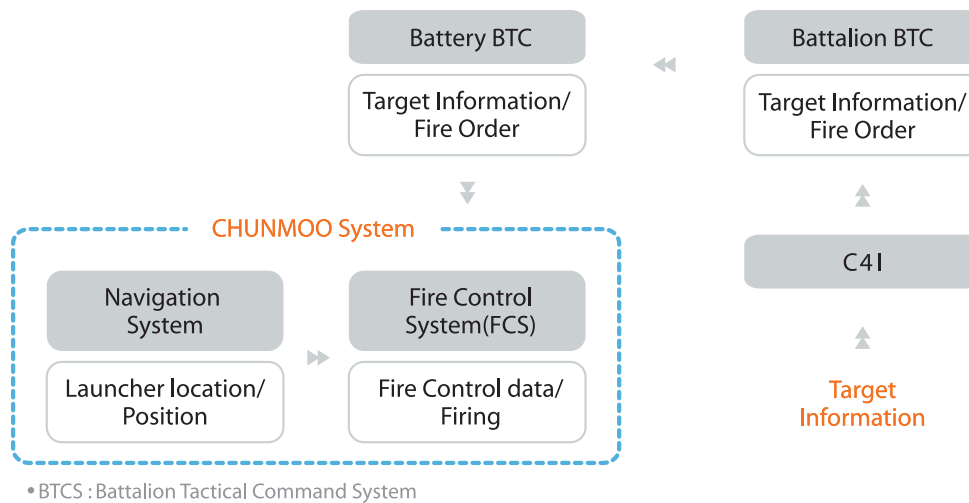 Battery BTC
Target Information/
Fire Order
Battalion BTC
Target Information/
Fire Order
CHUNMOO System
Navigation
System
Launcher location/
Position
Fire Control
System(FCS)
Fire Control data/
Firing
C4I
Target
Information
•BTCS : Battalion Tactical Command System